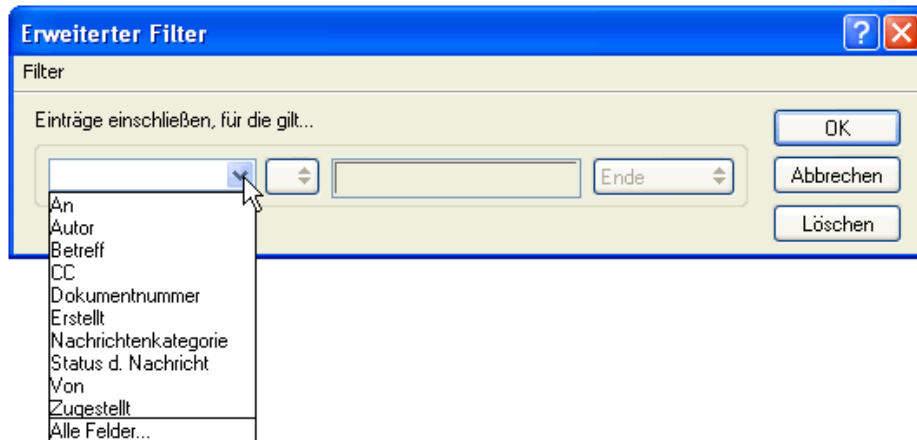 Erweiterter Filter
Filter
Einträge einschließen, für die gilt...
OK
Ende
Abbrechen
Löschen
An
Autor
Betreff
CC
Dokumentnummer
Erstellt
Nachrichtenkategorie
Status d. Nachricht
Von
Zugestellt
Alle Felder...